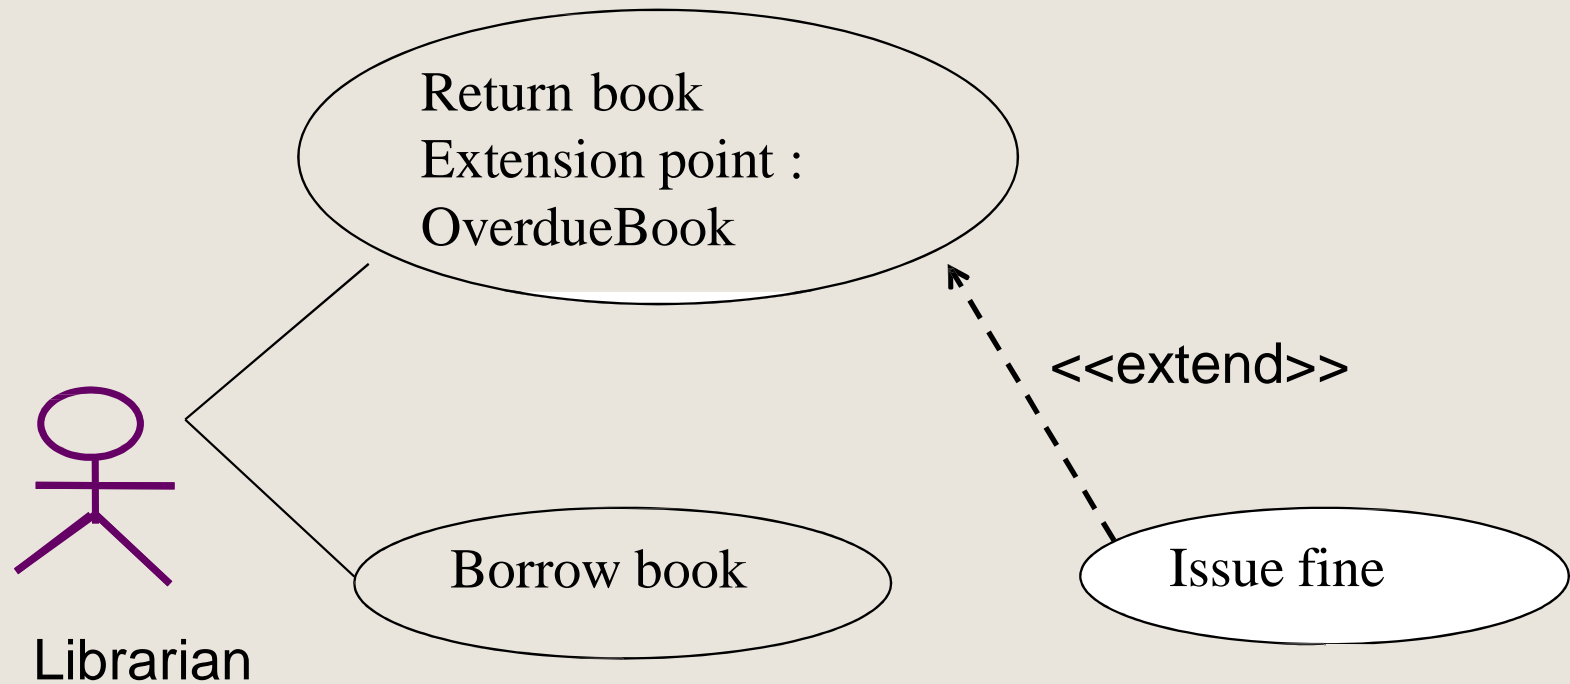 Return book
Extension point :
OverdueBook
<<extend>>
Borrow book
Issue fine
Librarian